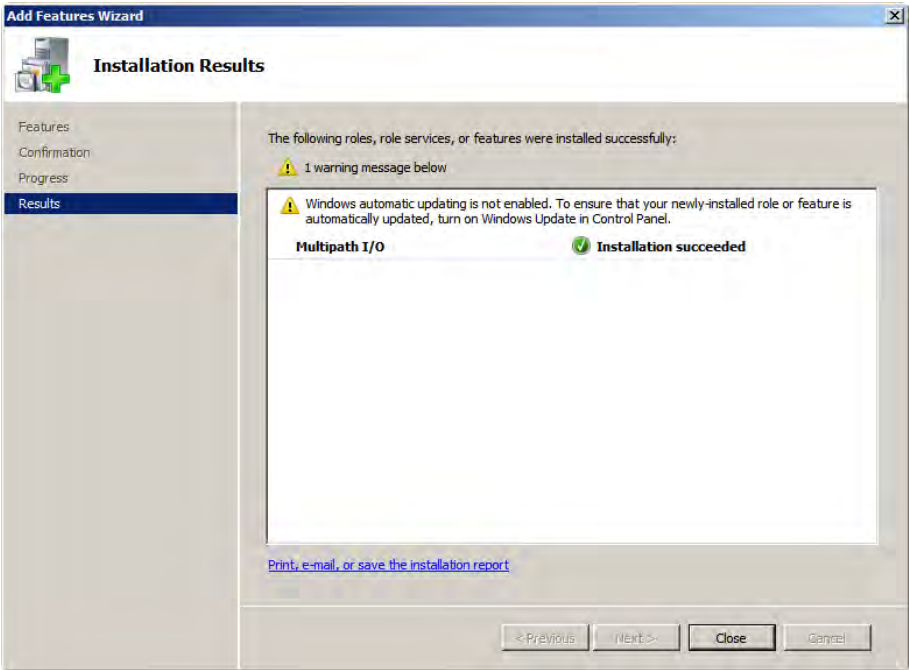 Add Features Wizard
Installation Results
Features
Confirmation
Progress
Results
The following roles, role services, or features were installed successfully:
1 warning message below
Windows automatic updating is not enabled. To ensure that your newly-installed role or feature is
automatically updated, turn on Windows Update in Control Panel.
Multipath I/O Installation succeeded
Print, e-mail, or save the installation report
< Previous Next > Close Cancel